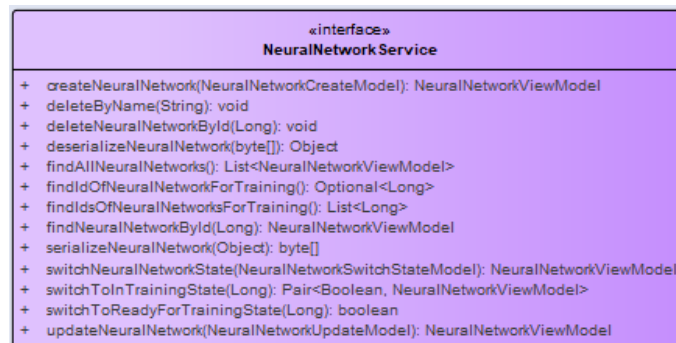 «interface»
NeuralNetworkService
+ createNeuralNetwork(NeuralNetworkCreateModel): NeuralNetworkViewModel
+ deleteByName(String): void
+ deleteNeuralNetworkById(Long): void
+ deserializeNeuralNetwork(byte[]): Object
+ findAllNeuralNetworks(): List<NeuralNetworkViewModel>
+ findIdOfNeuralNetworkForTraining(): Optional<Long>
+ findIdsOfNeuralNetworksForTraining(): List<Long>
+ findNeuralNetworkById(Long): NeuralNetworkViewModel
+ serializeNeuralNetwork(Object): byte[]
+ switchNeuralNetworkState(NeuralNetworkSwitchStateModel): NeuralNetworkViewModel
+ switchToInTrainingState(Long): Pair<Boolean, NeuralNetworkViewModel>
+ switchToReadyForTrainingState(Long): boolean
+ updateNeuralNetwork(NeuralNetworkUpdateModel): NeuralNetworkViewModel